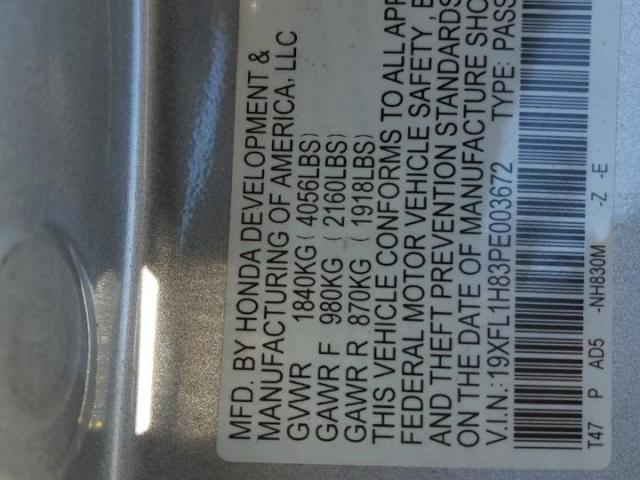 MFD. BY HONDA DEVELOPMENT &
MANUFACTURING OF AMERICA, LLC
GVWR 1840KG (4056LBS)
GAWR F 980KG (2160LBS)
GAWR R 870KG (1918LBS)
THIS VEHICLE CONFORMS TO ALL APP
FEDERAL MOTOR VEHICLE SAFETY, B
AND THEFT PREVENTION STANDARDS
ON THE DATE OF MANUFACTURE SHO
V.I.N.:19XFL1H83PE003672 TYPE: PASS
T47 P AD5 -NH830M -Z -E